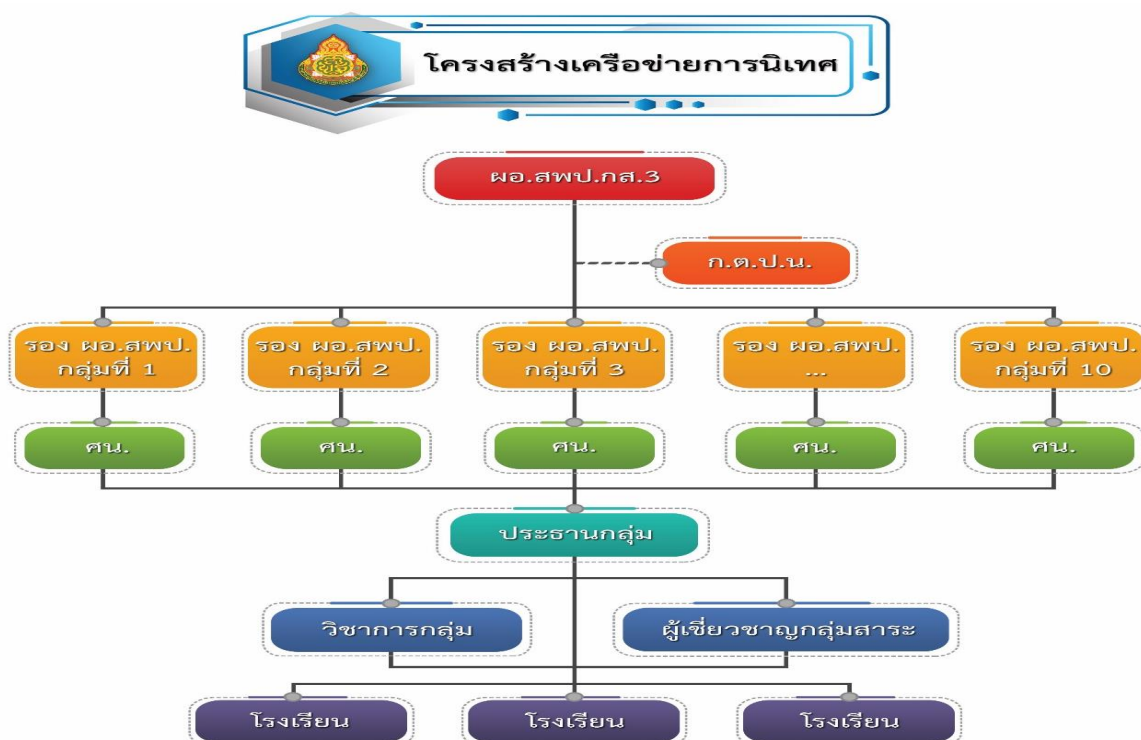 โครงสร้างเครือข่ายการนิเทศ
ผอ.สพป.กส.3
ก.ต.ป.น.
รอง ผอ.สพป.
กลุ่มที่ 1
รอง ผอ.สพป.
กลุ่มที่ 2
รอง ผอ.สพป.
กลุ่มที่ 3
รอง ผอ.สพป.
...
รอง ผอ.สพป.
กลุ่มที่ 10
ศน.
ศน.
ศน.
ศน.
ศน.
ประธานกลุ่ม
วิชาการกลุ่ม
ผู้เชี่ยวชาญกลุ่มสาระ
โรงเรียน
โรงเรียน
โรงเรียน